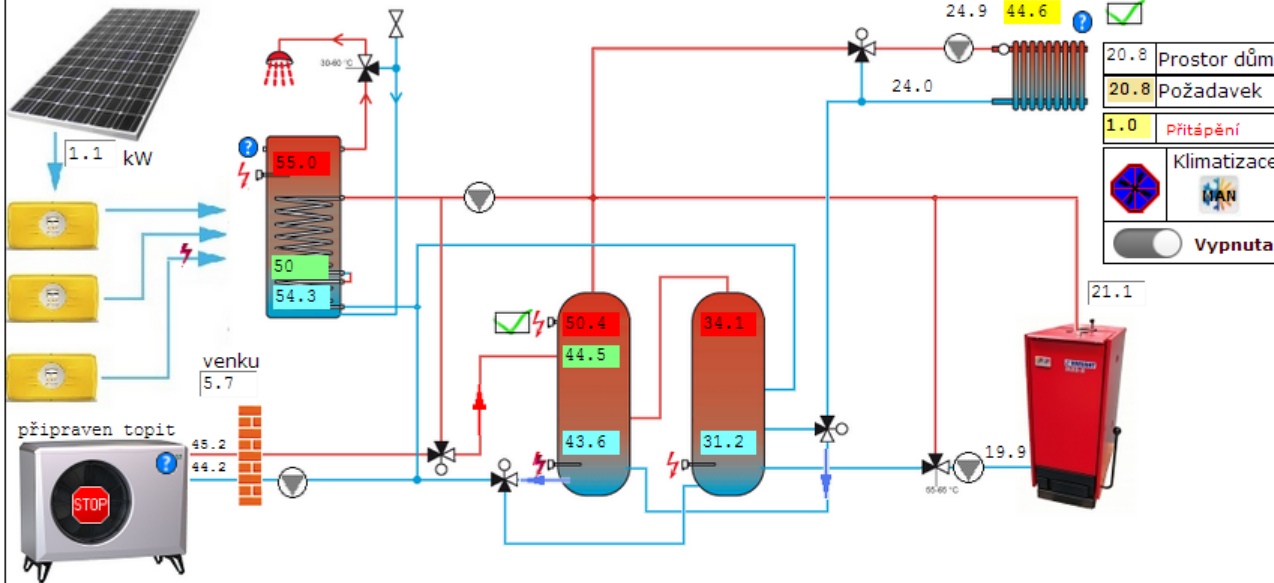 24.9 44.6
20.8 Prostor dům
20.8 Požadavek
1.0 Přitápění
Klimatizace
MAN
Vypnuta
24.0
30-60 °C
1.1 kW
55.0
50
54.3
50.4
44.5
43.6
34.1
31.2
21.1
venku
5.7
připraven topit
45.2
44.2
STOP
19.9
55-65 °C